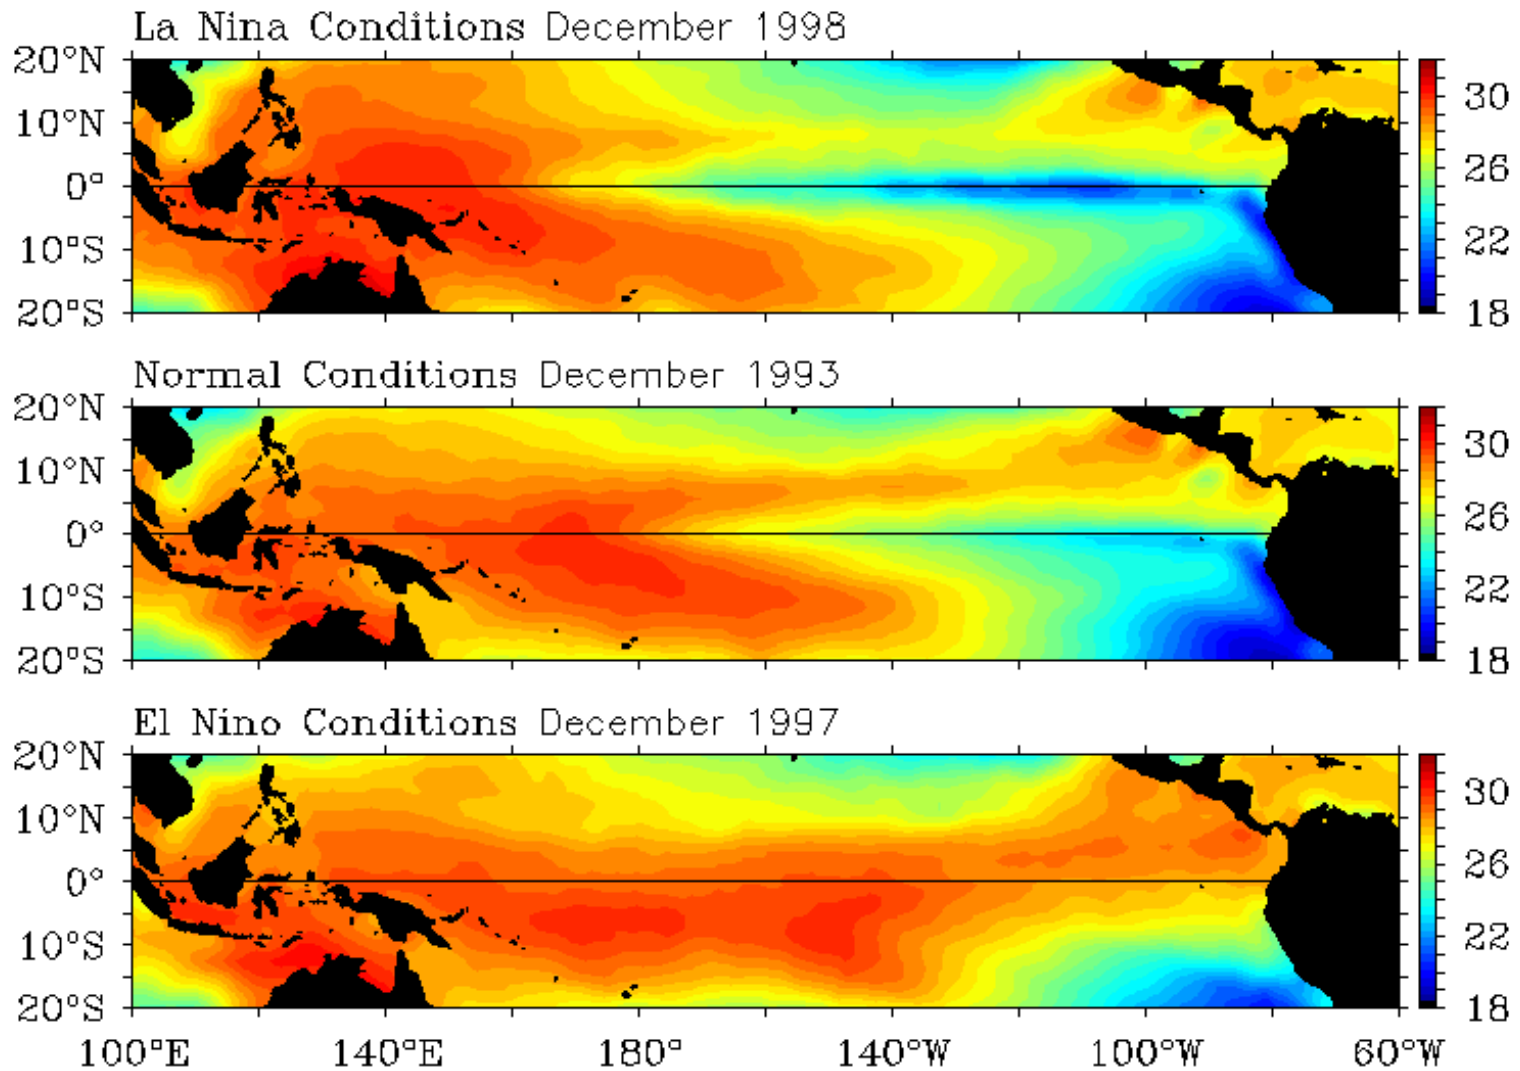 La Nina Conditions December 1998
20°N
10°N
0°
10°S
20°S
30
26
22
18
Normal Conditions December 1993
20°N
10°N
0°
10°S
20°S
30
26
22
18
El Nino Conditions December 1997
20°N
10°N
0°
10°S
20°S
30
26
22
18
100°E 140°E 180° 140°W 100°W 60°W